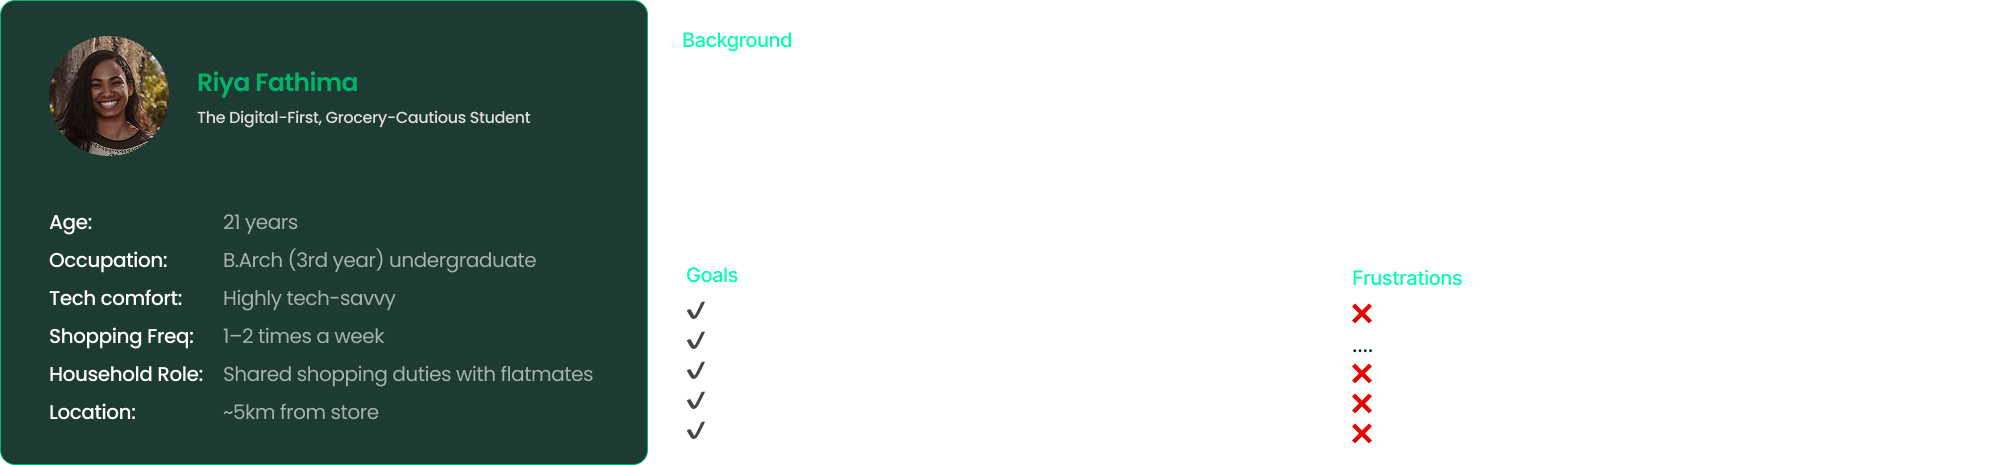 Riya Fathima
The Digital-First, Grocery-Cautious Student
Age: 21 years
Occupation: B.Arch (3rd year) undergraduate
Tech comfort: Highly tech-savvy
Shopping Freq: 1–2 times a week
Household Role: Shared shopping duties with flatmates
Location: ~5km from store
Background
Goals
✔
✔
✔
✔
✔
Frustrations
❌
....
❌
❌
❌